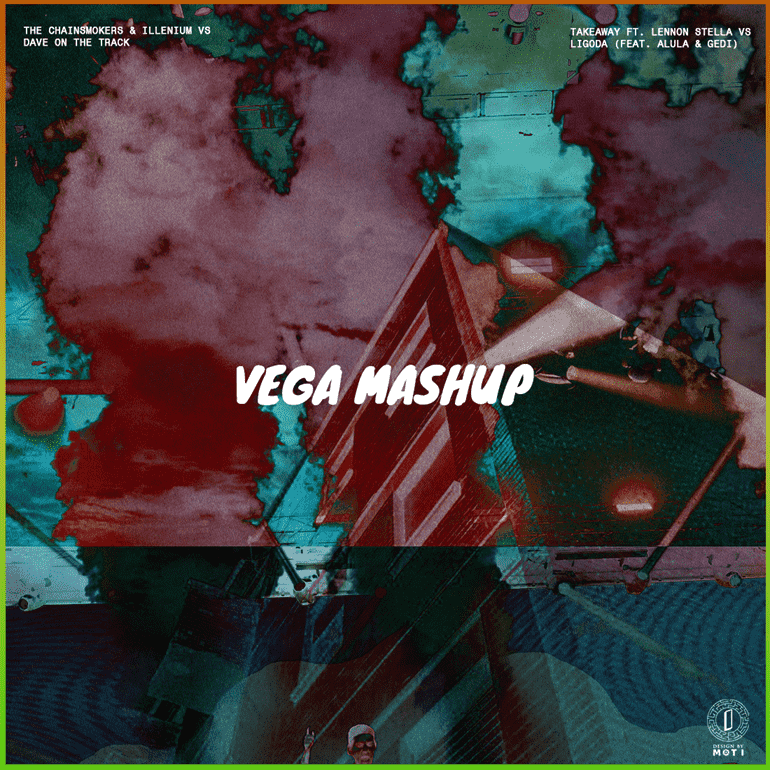 THE CHAINSMOKERS & ILLENIUM VS
DAVE ON THE TRACK
TAKEAWAY FT. LENNON STELLA VS
LIGODA (FEAT. ALULA & GEDI)
VEGA MASHUP
DESIGN BY
MOTI